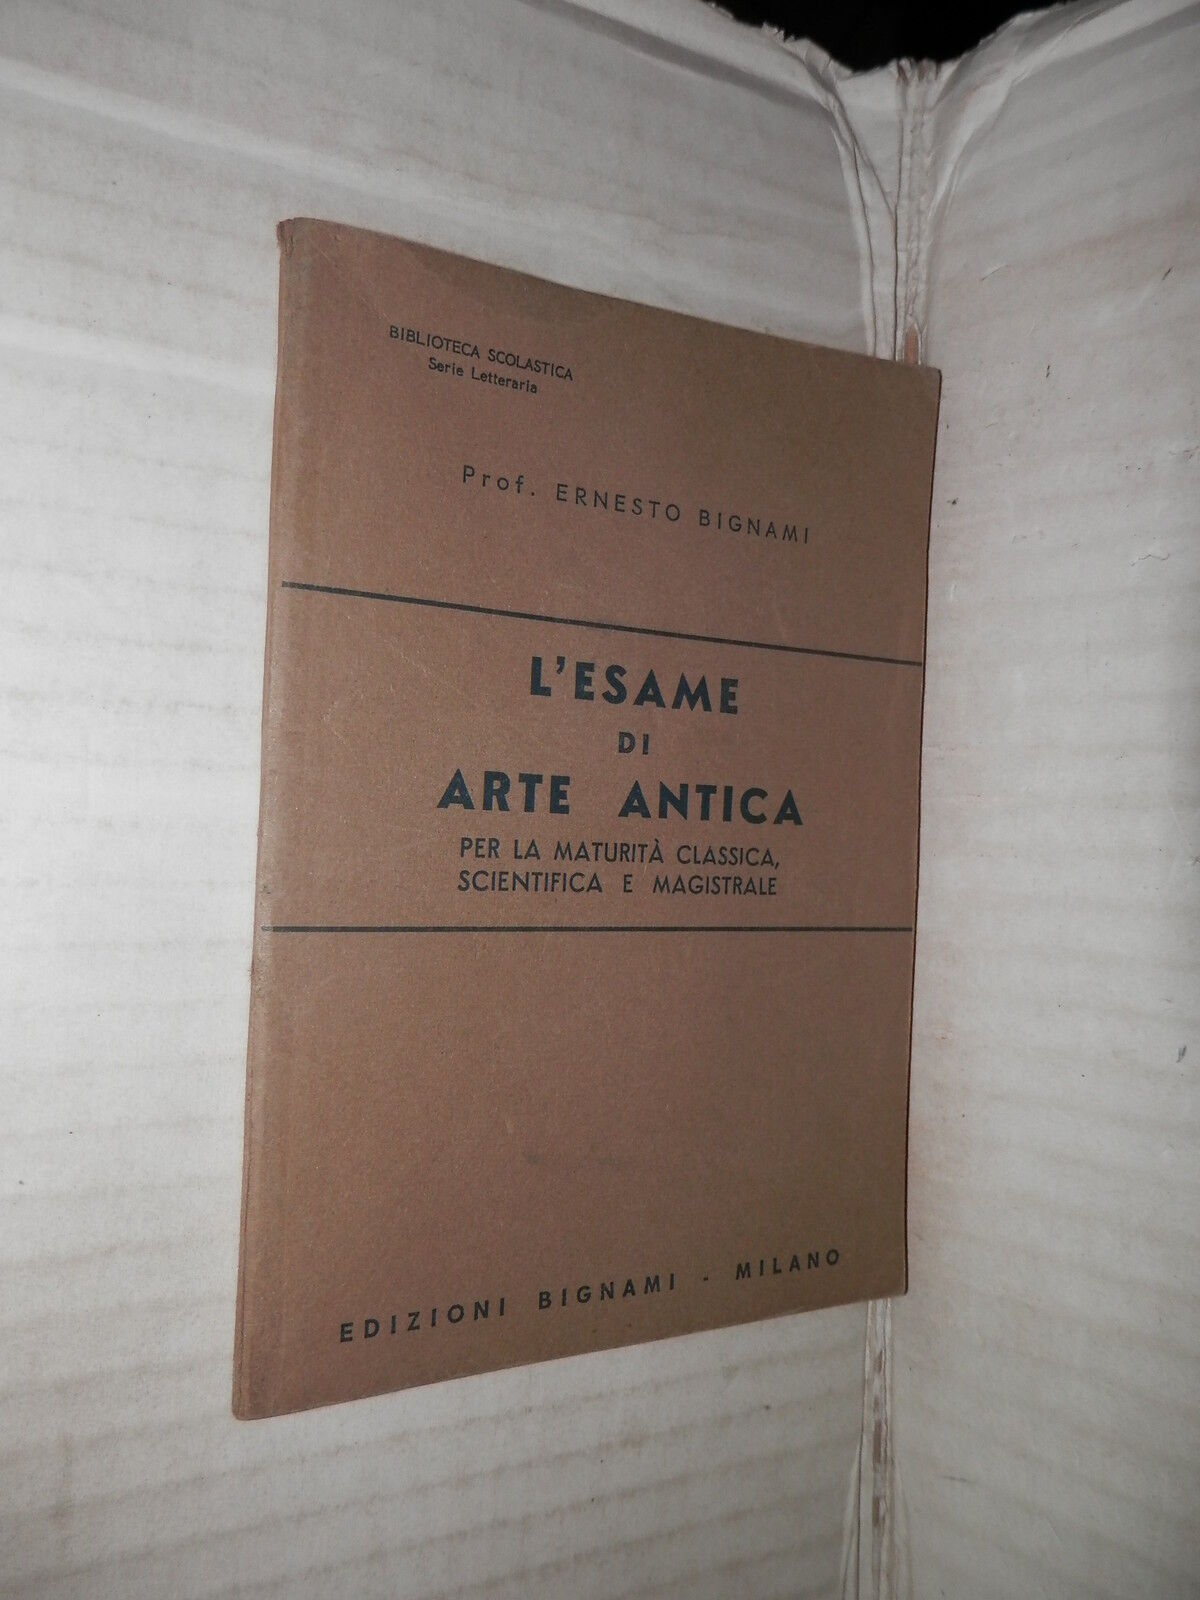 BIBLIOTECA SCOLASTICA
Serie Letteraria
Prof. ERNESTO BIGNAMI
L'ESAME
DI
ARTE ANTICA
PER LA MATURITÀ CLASSICA,
SCIENTIFICA E MAGISTRALE
EDIZIONI BIGNAMI - MILANO